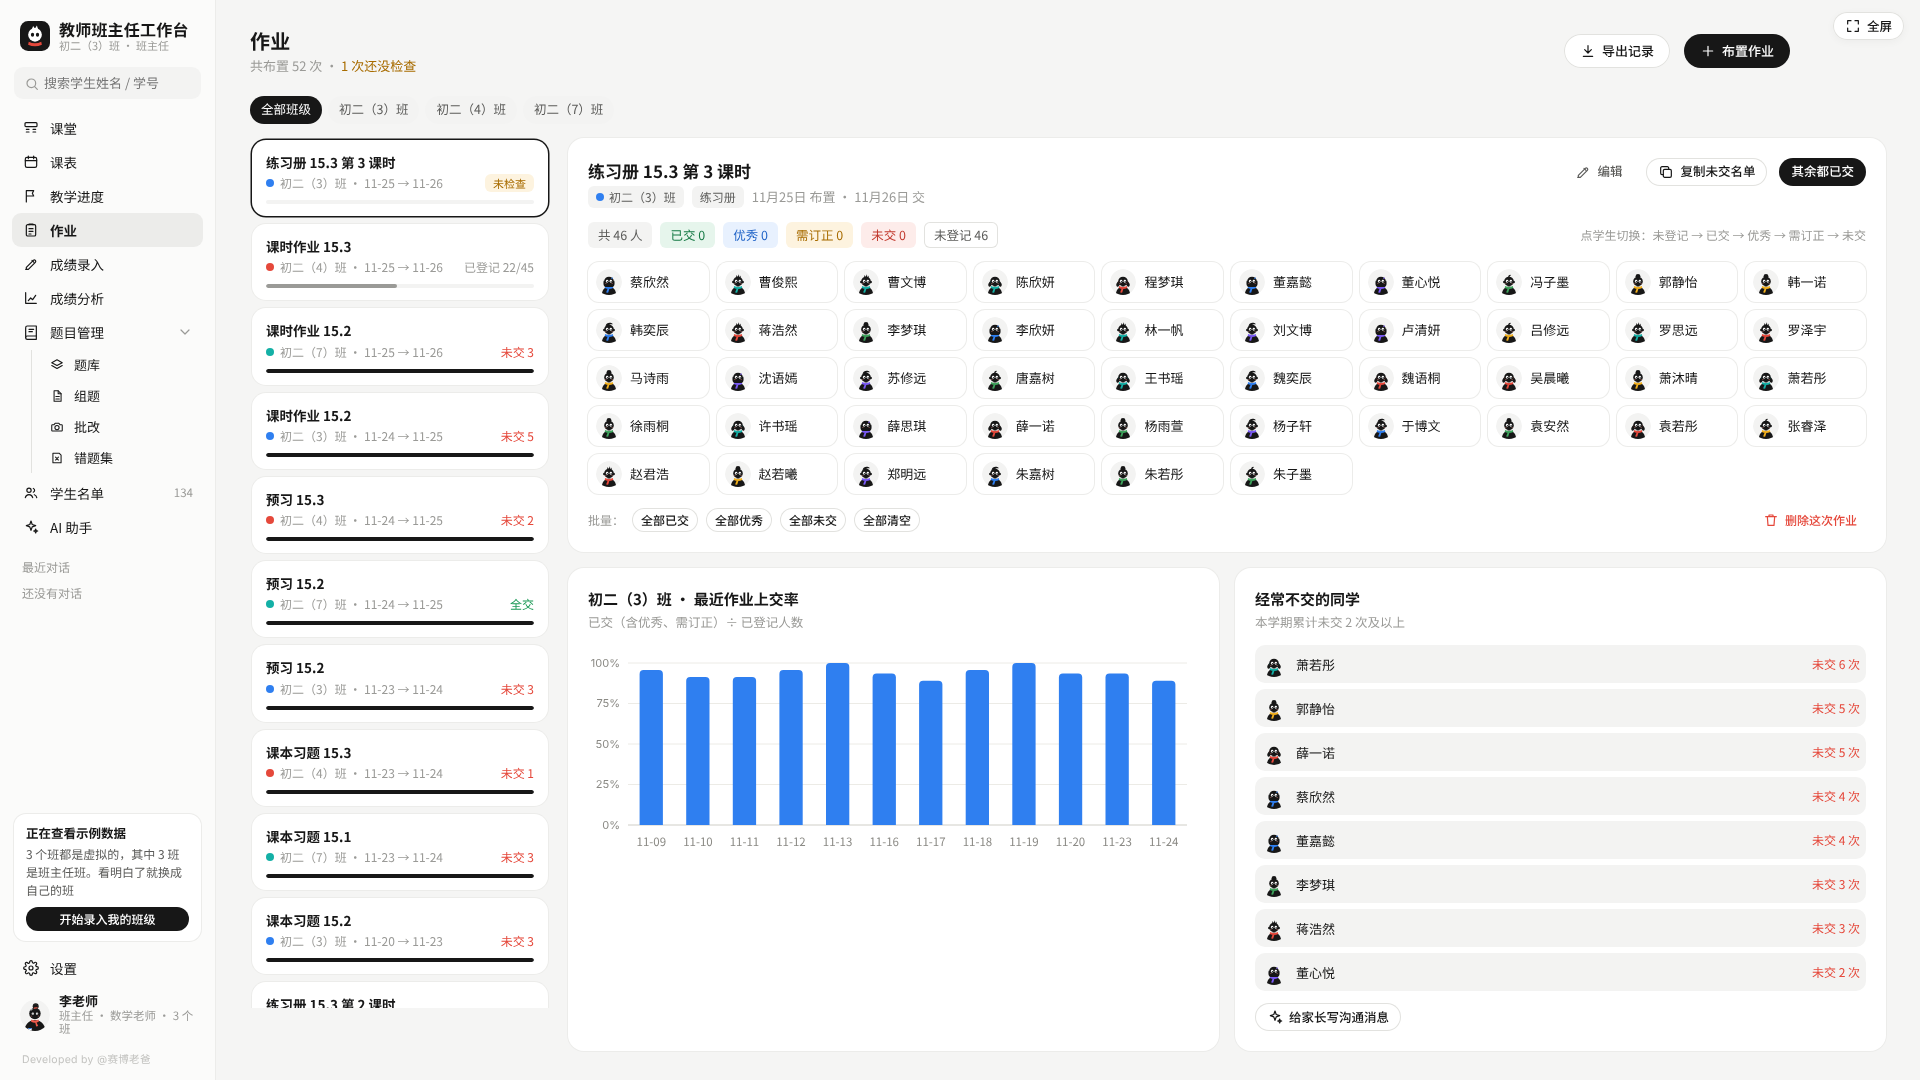 教师班主任工作台
初二（3）班 · 班主任
搜索学生姓名 / 学号
课堂
课表
教学进度
作业
成绩录入
成绩分析
题目管理
题库
组题
批改
错题集
学生名单 134
AI 助手
最近对话
还没有对话
正在查看示例数据
3 个班都是虚拟的，其中 3 班
是班主任班。看明白了就换成
自己的班
开始录入我的班级
设置
李老师
班主任 · 数学老师 · 3 个
班
Developed by @赛博老爸
作业
共布置 52 次 · 1 次还没检查
全屏
导出记录
布置作业
全部班级 初二（3）班 初二（4）班 初二（7）班
练习册 15.3 第 3 课时
初二（3）班 · 11-25 → 11-26 未检查
课时作业 15.3
初二（4）班 · 11-25 → 11-26 已登记 22/45
课时作业 15.2
初二（7）班 · 11-25 → 11-26 未交 3
课时作业 15.2
初二（3）班 · 11-24 → 11-25 未交 5
预习 15.3
初二（4）班 · 11-24 → 11-25 未交 2
预习 15.2
初二（7）班 · 11-24 → 11-25 全交
预习 15.2
初二（3）班 · 11-23 → 11-24 未交 3
课本习题 15.3
初二（4）班 · 11-23 → 11-24 未交 1
课本习题 15.1
初二（7）班 · 11-23 → 11-24 未交 3
课本习题 15.2
初二（3）班 · 11-20 → 11-23 未交 3
练习册 15.3 第 2 课时
练习册 15.3 第 3 课时
编辑 复制未交名单 其余都已交
初二（3）班 练习册 11月25日 布置 · 11月26日 交
共 46 人 已交 0 优秀 0 需订正 0 未交 0 未登记 46
点学生切换：未登记 → 已交 → 优秀 → 需订正 → 未交
蔡欣然 曹俊熙 曹文博 陈欣妍 程梦琪 董嘉懿 董心悦 冯子墨 郭静怡 韩一诺
韩奕辰 蒋浩然 李梦琪 李欣妍 林一帆 刘文博 卢清妍 吕修远 罗思远 罗泽宇
马诗雨 沈语嫣 苏修远 唐嘉树 王书瑶 魏奕辰 魏语桐 吴晨曦 萧沐晴 萧若彤
徐雨桐 许书瑶 薛思琪 薛一诺 杨雨萱 杨子轩 于博文 袁安然 袁若彤 张睿泽
赵君浩 赵若曦 郑明远 朱嘉树 朱若彤 朱子墨
批量： 全部已交 全部优秀 全部未交 全部清空
删除这次作业
初二（3）班 · 最近作业上交率
已交（含优秀、需订正）÷ 已登记人数
100%
75%
50%
25%
0%
11-09 11-10 11-11 11-12 11-13 11-16 11-17 11-18 11-19 11-20 11-23 11-24
经常不交的同学
本学期累计未交 2 次及以上
萧若彤 未交 6 次
郭静怡 未交 5 次
薛一诺 未交 5 次
蔡欣然 未交 4 次
董嘉懿 未交 4 次
李梦琪 未交 3 次
蒋浩然 未交 3 次
董心悦 未交 2 次
给家长写沟通消息